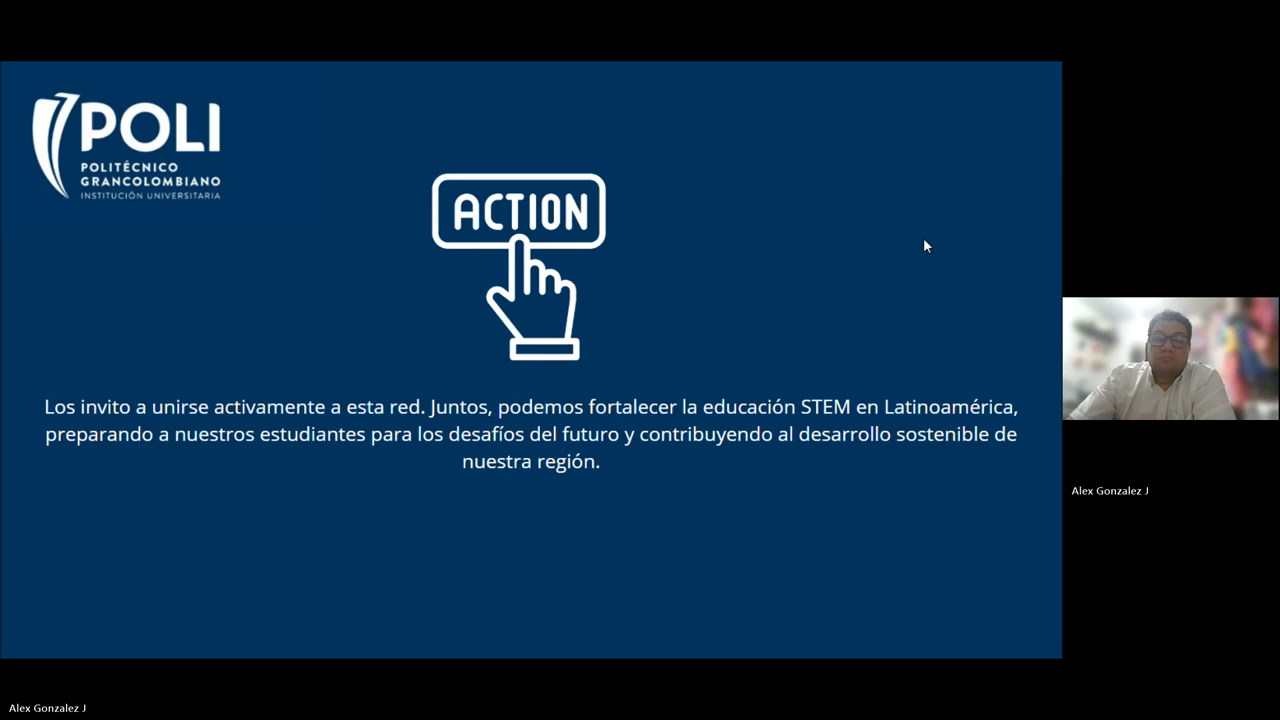 POLI
POLITÉCNICO
GRANCOLOMBIANO
INSTITUCIÓN UNIVERSITARIA
ACTION
Los invito a unirse activamente a esta red. Juntos, podemos fortalecer la educación STEM en Latinoamérica,
preparando a nuestros estudiantes para los desafíos del futuro y contribuyendo al desarrollo sostenible de
nuestra región.
Alex Gonzalez J
Alex Gonzalez J